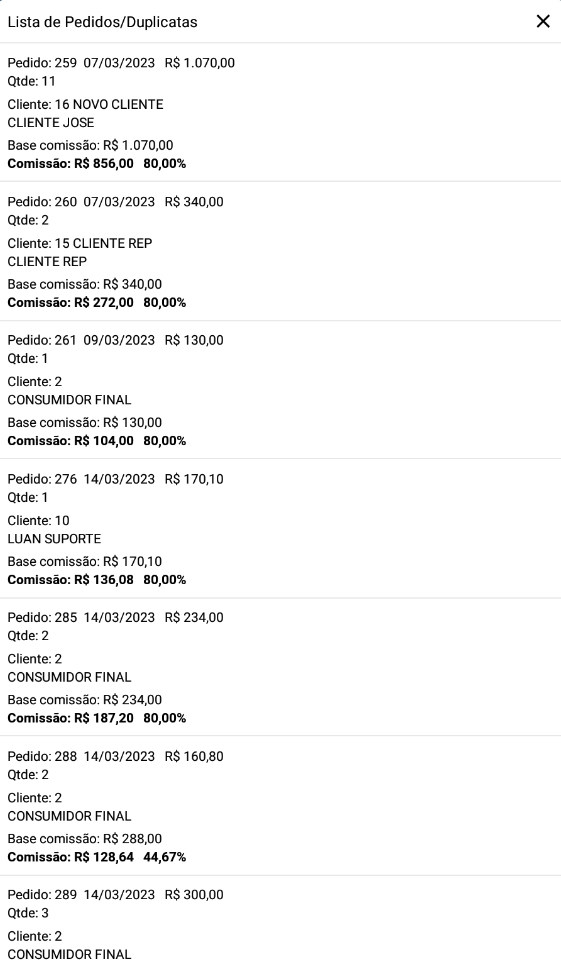 Lista de Pedidos/Duplicatas
Pedido: 259 07/03/2023 R$ 1.070,00
Qtde: 11
Cliente: 16 NOVO CLIENTE
CLIENTE JOSE
Base comissão: R$ 1.070,00
Comissão: R$ 856,00 80,00%
Pedido: 260 07/03/2023 R$ 340,00
Qtde: 2
Cliente: 15 CLIENTE REP
CLIENTE REP
Base comissão: R$ 340,00
Comissão: R$ 272,00 80,00%
Pedido: 261 09/03/2023 R$ 130,00
Qtde: 1
Cliente: 2
CONSUMIDOR FINAL
Base comissão: R$ 130,00
Comissão: R$ 104,00 80,00%
Pedido: 276 14/03/2023 R$ 170,10
Qtde: 1
Cliente: 10
LUAN SUPORTE
Base comissão: R$ 170,10
Comissão: R$ 136,08 80,00%
Pedido: 285 14/03/2023 R$ 234,00
Qtde: 2
Cliente: 2
CONSUMIDOR FINAL
Base comissão: R$ 234,00
Comissão: R$ 187,20 80,00%
Pedido: 288 14/03/2023 R$ 160,80
Qtde: 2
Cliente: 2
CONSUMIDOR FINAL
Base comissão: R$ 288,00
Comissão: R$ 128,64 44,67%
Pedido: 289 14/03/2023 R$ 300,00
Qtde: 3
Cliente: 2
CONSUMIDOR FINAL